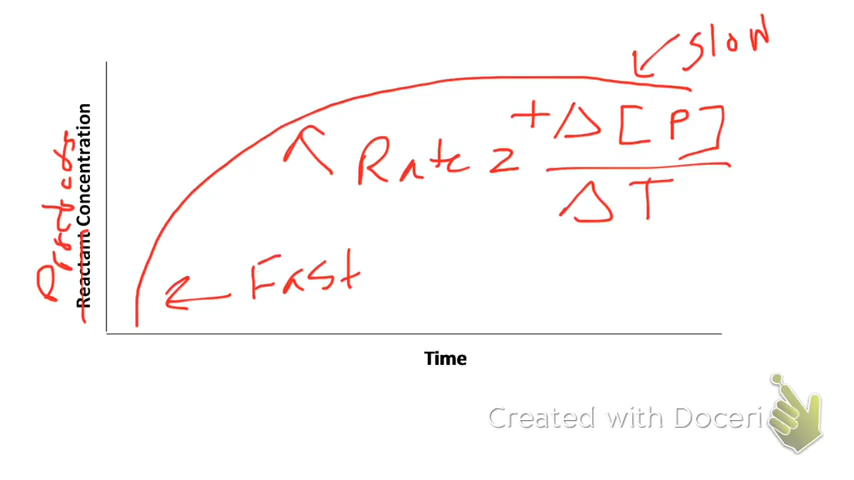 Slow
+Δ[P]
Rate =
ΔT
Products
Reactant Concentration
Fast
Time
Created with Doceri